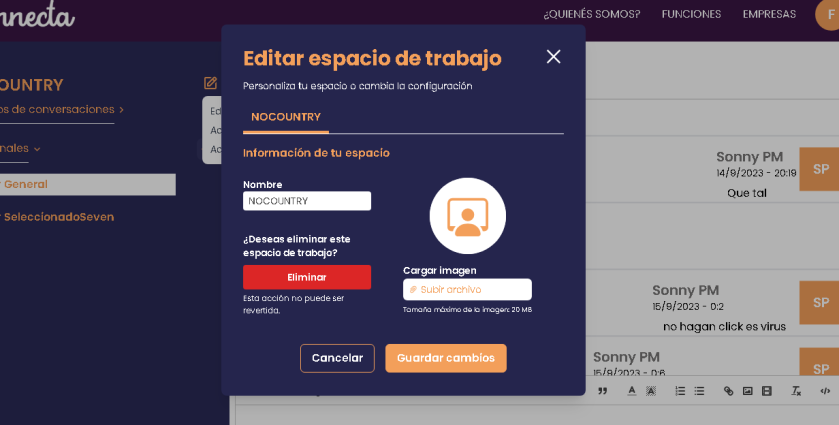 nnecta
¿QUIÉNES SOMOS?
FUNCIONES
EMPRESAS
F
Editar espacio de trabajo
Personaliza tu espacio o cambia la configuración
NOCOUNTRY
Información de tu espacio
Nombre
NOCOUNTRY
¿Deseas eliminar este
espacio de trabajo?
Eliminar
Esta acción no puede ser
revertida.
Cargar imagen
Subir archivo
Tamaño máximo de la imagen: 20 MB
Cancelar
Guardar cambios
OUNTRY
os de conversaciones >
nales
General
SeleccionadoSeven
Ed
Ac
Ac
Sonny PM
14/9/2023 - 20:19
Que tal
SP
Sonny PM
15/9/2023 - 0:2
no hagan click es virus
SP
Sonny PM
15/9/2023 - 0:6
SP